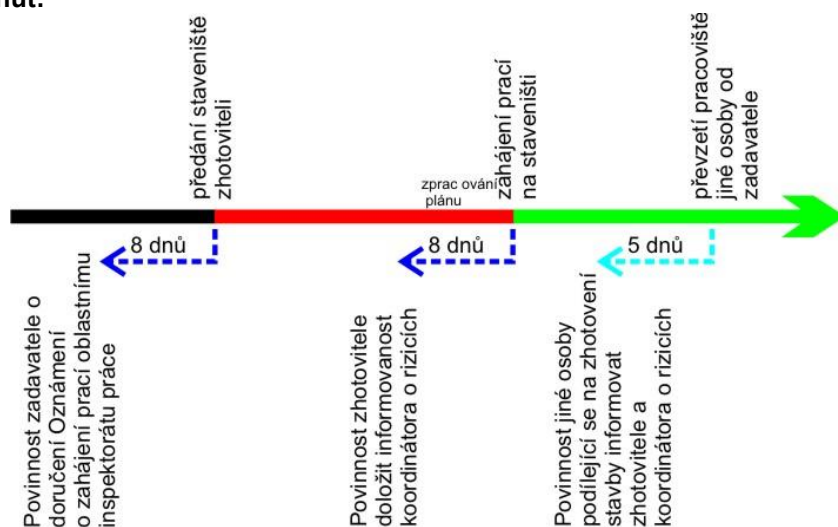 nut:
předání staveniště
zhotoviteli
zprac ování
plánu
zahájení prací
na staveništi
převzetí pracoviště
jiné osoby od
zadavatele
8 dnů
8 dnů
5 dnů
Povinnost zadavatele o
doručení Oznámení
o zahájení prací oblastnímu
inspektorátu práce
Povinnost zhotovitele
doložit informovanost
koordinátora o rizicích
Povinnost jiné osoby
podílející se na zhotovení
stavby informovat
zhotovitele a
koordinátora o rizicích